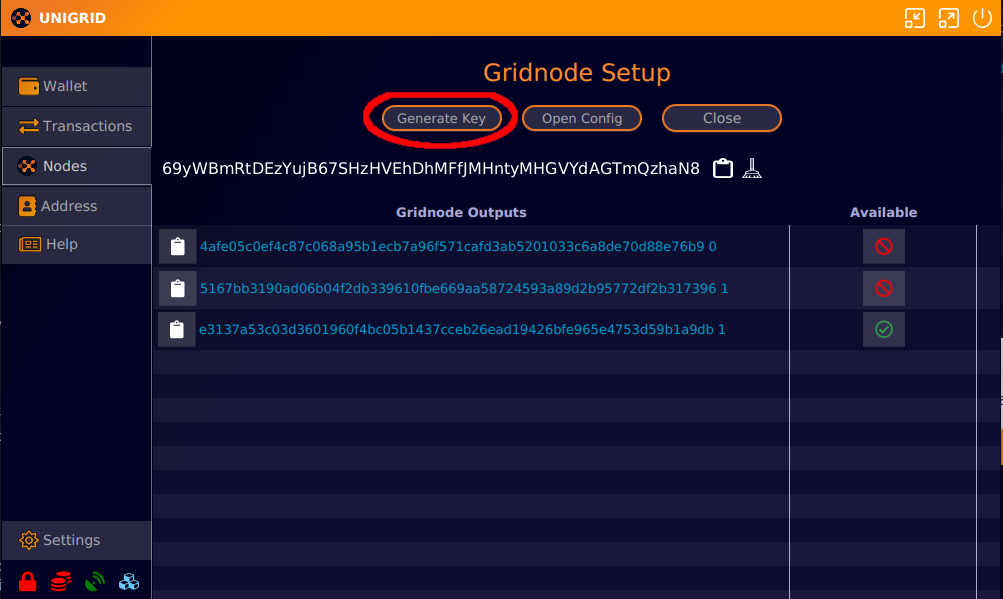 UNIGRID
Wallet
Transactions
Nodes
Address
Help
Settings
Gridnode Setup
Generate Key
Open Config
Close
69yWBmRtDEzYujB67SHzHVEhDhMFfJMHntyMHGVYdAGTmQzhaN8
Gridnode Outputs
Available
4afe05c0ef4c87c068a95b1ecb7a96f571cafd3ab5201033c6a8de70d88e76b9 0
5167bb3190ad06b04f2db339610fbe669aa58724593a89d2b95772df2b317396 1
e3137a53c03d3601960f4bc05b1437cceb26ead19426bfe965e4753d59b1a9db 1